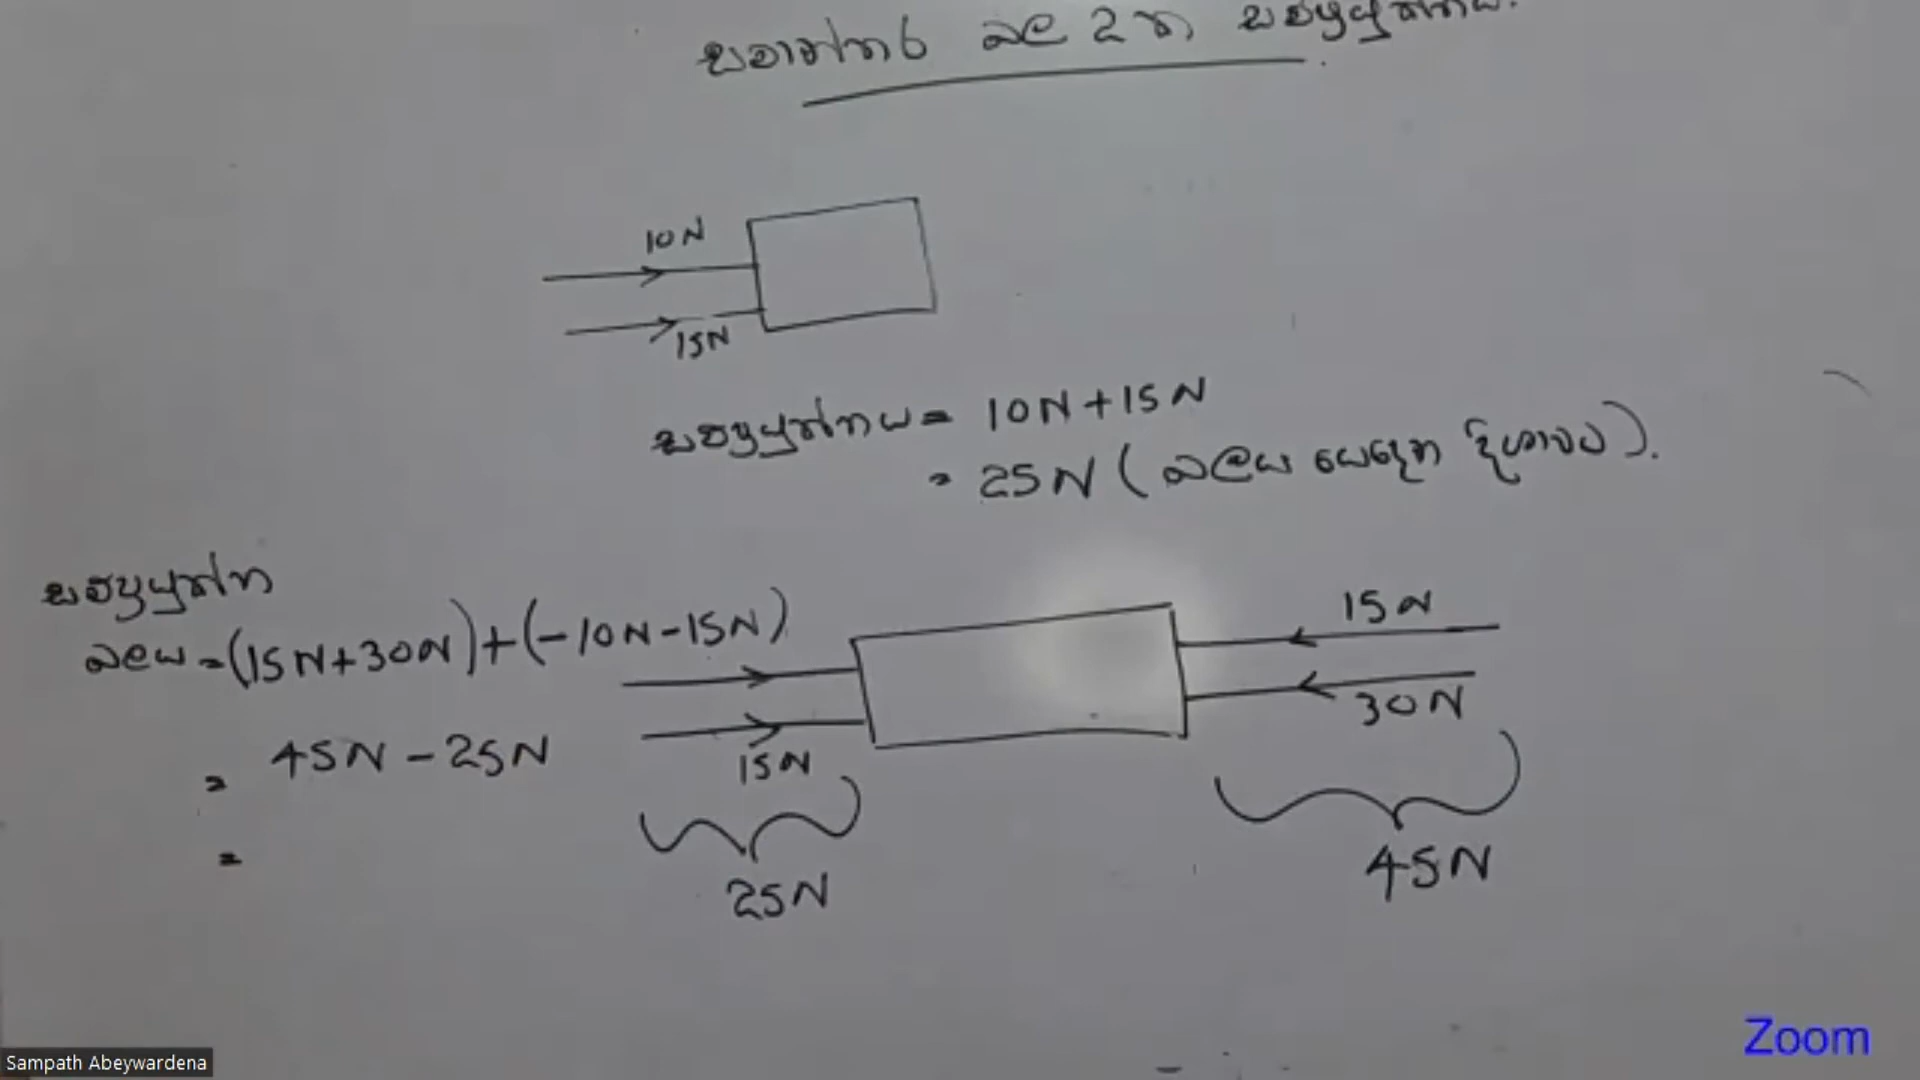 සමාන්තර බල 2 ක සම්ප්‍රයුක්තය.
10N
15N
සම්ප්‍රයුක්තය = 10N + 15N
= 25N (බලය යෙදෙන දිශාවට).
සම්ප්‍රයුක්ත
බලය = (15N + 30N) + (-10N - 15N)
= 45N - 25N
=
15N
25N
15N
30N
45N
Zoom
Sampath Abeywardena